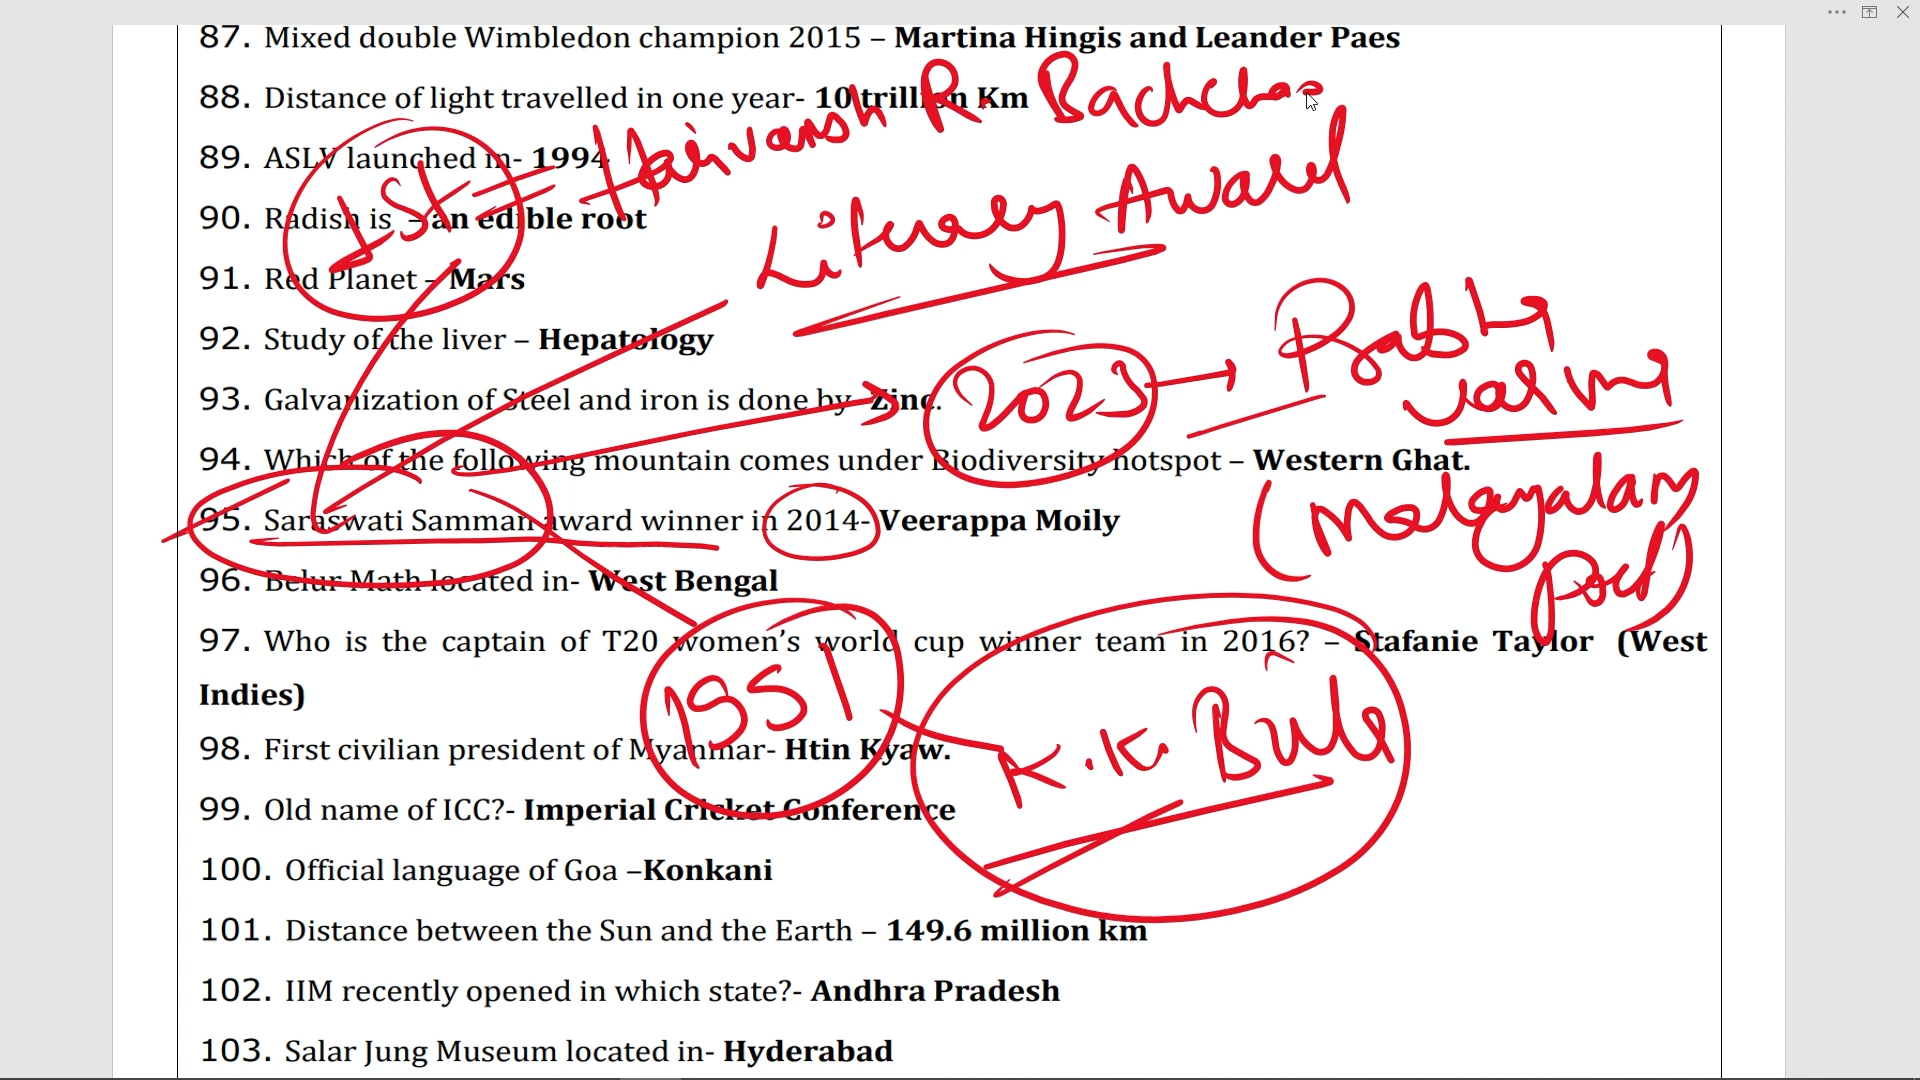 87. Mixed double Wimbledon champion 2015 – Martina Hingis and Leander Paes
88. Distance of light travelled in one year- 10 trillion Km
89. ASLV launched in- 1994
90. Radish is – an edible root
91. Red Planet – Mars
92. Study of the liver – Hepatology
93. Galvanization of Steel and iron is done by- Zinc.
94. Which of the following mountain comes under Biodiversity hotspot – Western Ghat.
95. Saraswati Samman award winner in 2014- Veerappa Moily
96. Belur Math located in- West Bengal
97. Who is the captain of T20 women's world cup winner team in 2016? – Stafanie Taylor (West
Indies)
98. First civilian president of Myanmar- Htin Kyaw.
99. Old name of ICC?- Imperial Cricket Conference
100. Official language of Goa –Konkani
101. Distance between the Sun and the Earth – 149.6 million km
102. IIM recently opened in which state?- Andhra Pradesh
103. Salar Jung Museum located in- Hyderabad
1st = Harivansh R. Bachchan
Literary Award
2023 →
Varma
(Malayalam
poet)
1991
K.K. Birla